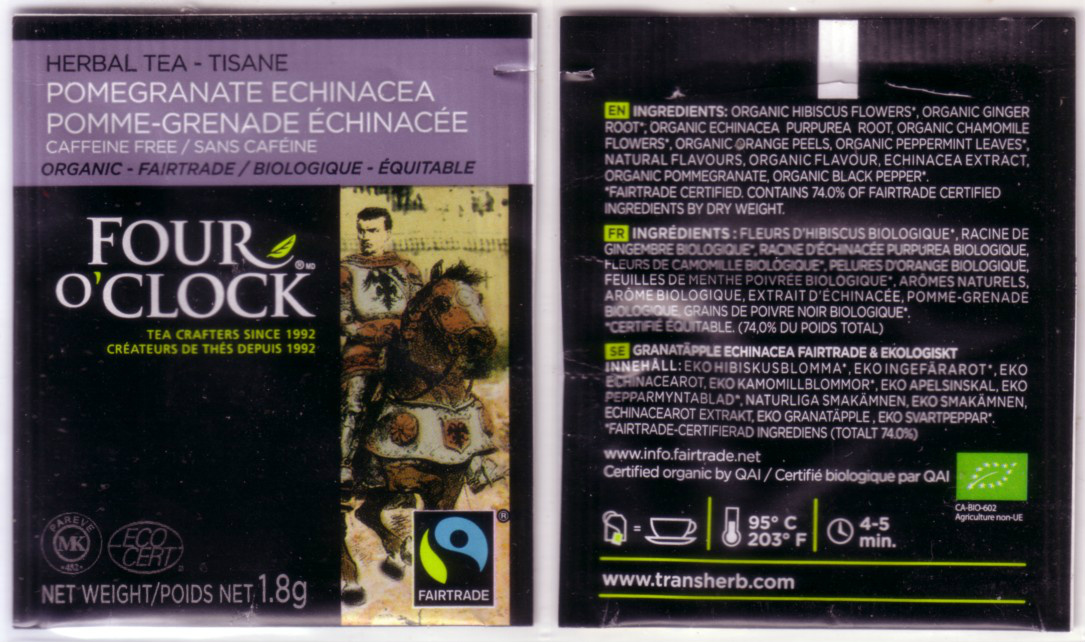 HERBAL TEA - TISANE
POMEGRANATE ECHINACEA
POMME-GRENADE ÉCHINACÉE
CAFFEINE FREE / SANS CAFÉINE
ORGANIC - FAIRTRADE / BIOLOGIQUE - ÉQUITABLE
FOUR
O'CLOCK ® MD
TEA CRAFTERS SINCE 1992
CRÉATEURS DE THÉS DEPUIS 1992
PAREVE
MK
ECO
CERT
NET WEIGHT/POIDS NET 1.8g
®
FAIRTRADE
EN INGREDIENTS: ORGANIC HIBISCUS FLOWERS*, ORGANIC GINGER
ROOT*, ORGANIC ECHINACEA PURPUREA ROOT, ORGANIC CHAMOMILE
FLOWERS*, ORGANIC ORANGE PEELS, ORGANIC PEPPERMINT LEAVES*,
NATURAL FLAVOURS, ORGANIC FLAVOUR, ECHINACEA EXTRACT,
ORGANIC POMMEGRANATE, ORGANIC BLACK PEPPER*.
*FAIRTRADE CERTIFIED. CONTAINS 74.0% OF FAIRTRADE CERTIFIED
INGREDIENTS BY DRY WEIGHT.
FR INGRÉDIENTS : FLEURS D'HIBISCUS BIOLOGIQUE*, RACINE DE
GINGEMBRE BIOLOGIQUE*, RACINE D'ÉCHINACÉE PURPUREA BIOLOGIQUE,
FLEURS DE CAMOMILLE BIOLOGIQUE*, PELURES D'ORANGE BIOLOGIQUE,
FEUILLES DE MENTHE POIVRÉE BIOLOGIQUE*, ARÔMES NATURELS,
ARÔME BIOLOGIQUE, EXTRAIT D'ÉCHINACÉE, POMME-GRENADE
BIOLOGIQUE, GRAINS DE POIVRE NOIR BIOLOGIQUE*.
*CERTIFIÉ ÉQUITABLE. (74,0% DU POIDS TOTAL)
SE GRANATÄPPLE ECHINACEA FAIRTRADE & EKOLOGISKT
INNEHÅLL: EKO HIBISKUSBLOMMA*, EKO INGEFÄRAROT*, EKO
ECHINACEAROT, EKO KAMOMILLBLOMMOR*, EKO APELSINSKAL, EKO
PEPPARMYNTABLAD*, NATURLIGA SMAKÄMNEN, EKO SMAKÄMNEN,
ECHINACEAROT EXTRAKT, EKO GRANATÄPPLE , EKO SVARTPEPPAR*.
*FAIRTRADE-CERTIFIERAD INGREDIENS (TOTALT 74.0%)
www.info.fairtrade.net
Certified organic by QAI / Certifié biologique par QAI
CA-BIO-602
Agriculture non-UE
= 95° C 4-5
203° F min.
www.transherb.com